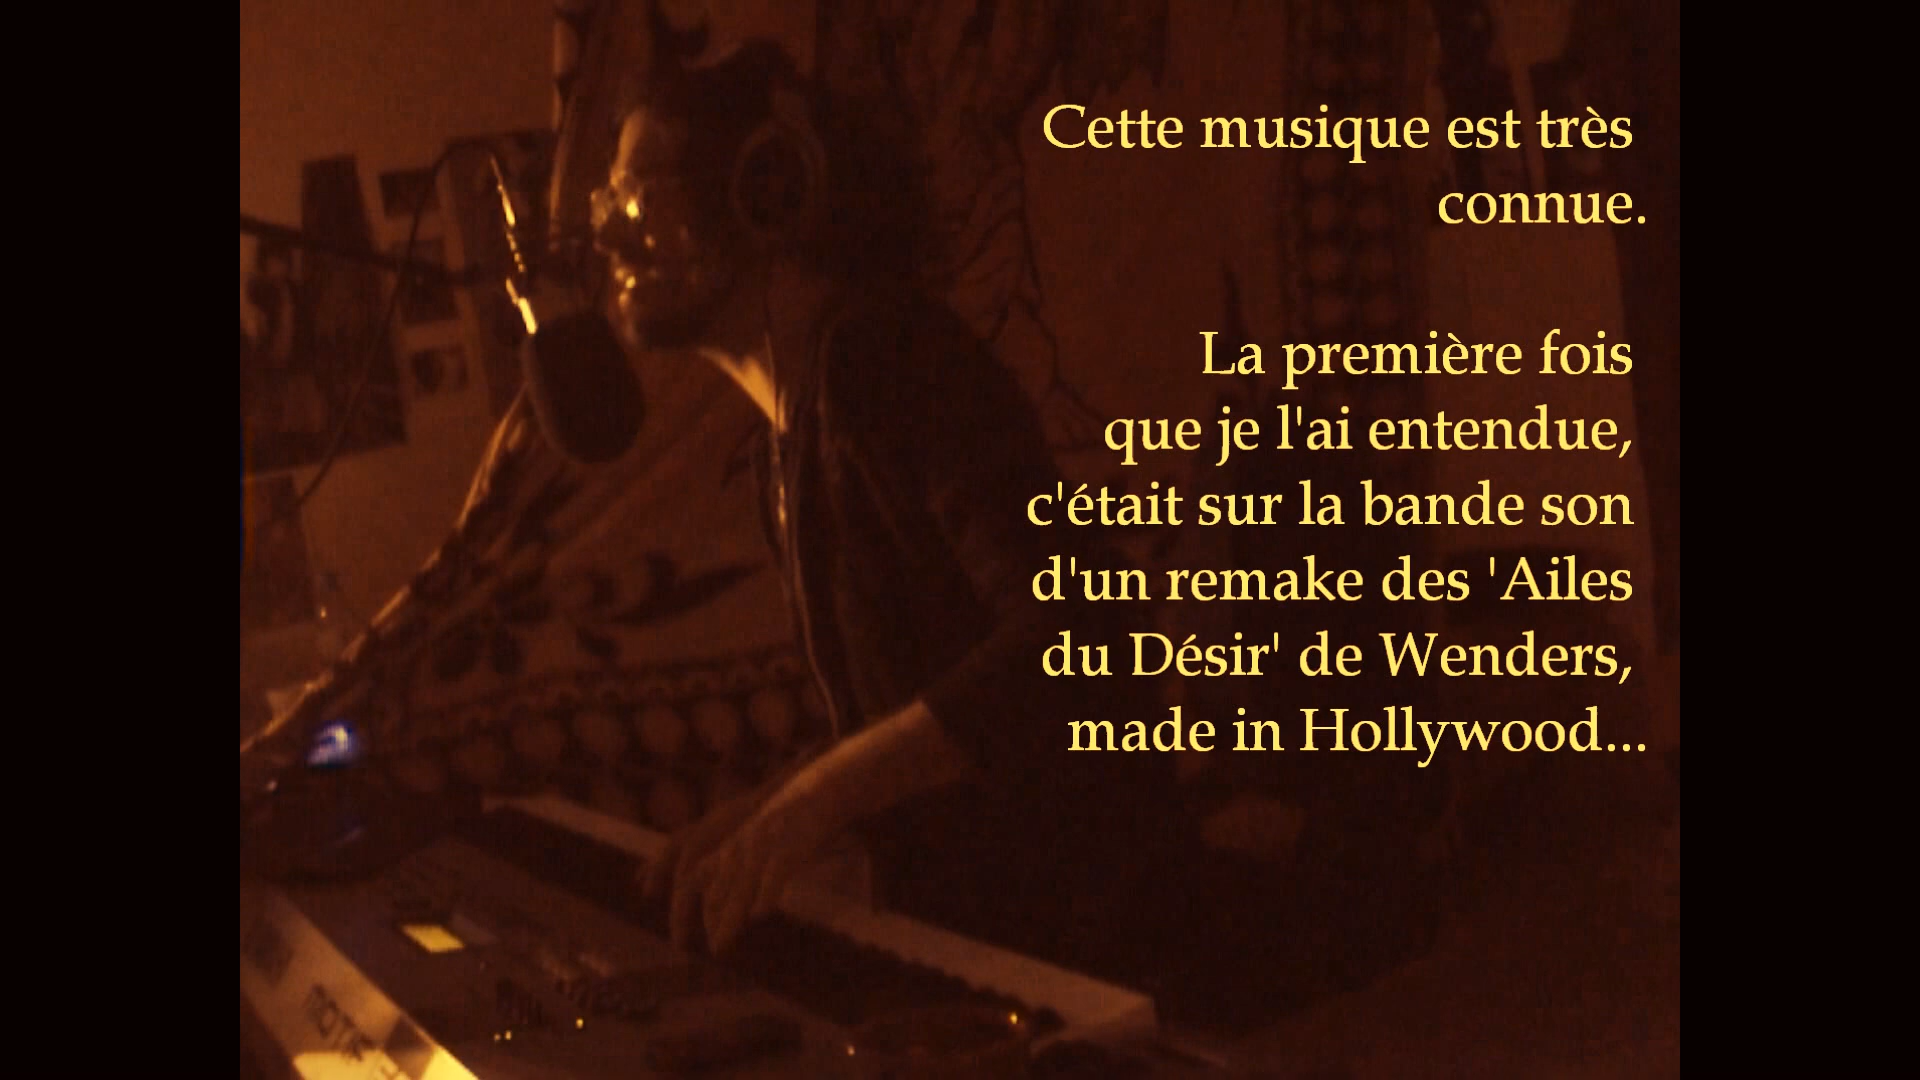 Cette musique est très
connue.
La première fois
que je l'ai entendue,
c'était sur la bande son
d'un remake des 'Ailes
du Désir' de Wenders,
made in Hollywood...